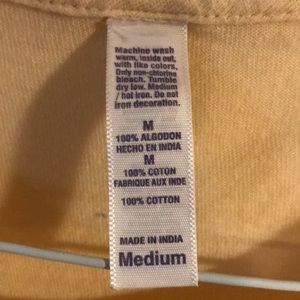 Machine wash
warm, inside out,
with like colors,
Only non-chlorine
bleach. Tumble
dry low. Medium
/ hot iron. Do not
iron decoration.
M
100% ALGODON
HECHO EN INDIA
M
100% COTON
FABRIQUE AUX INDE
100% COTTON
MADE IN INDIA
Medium